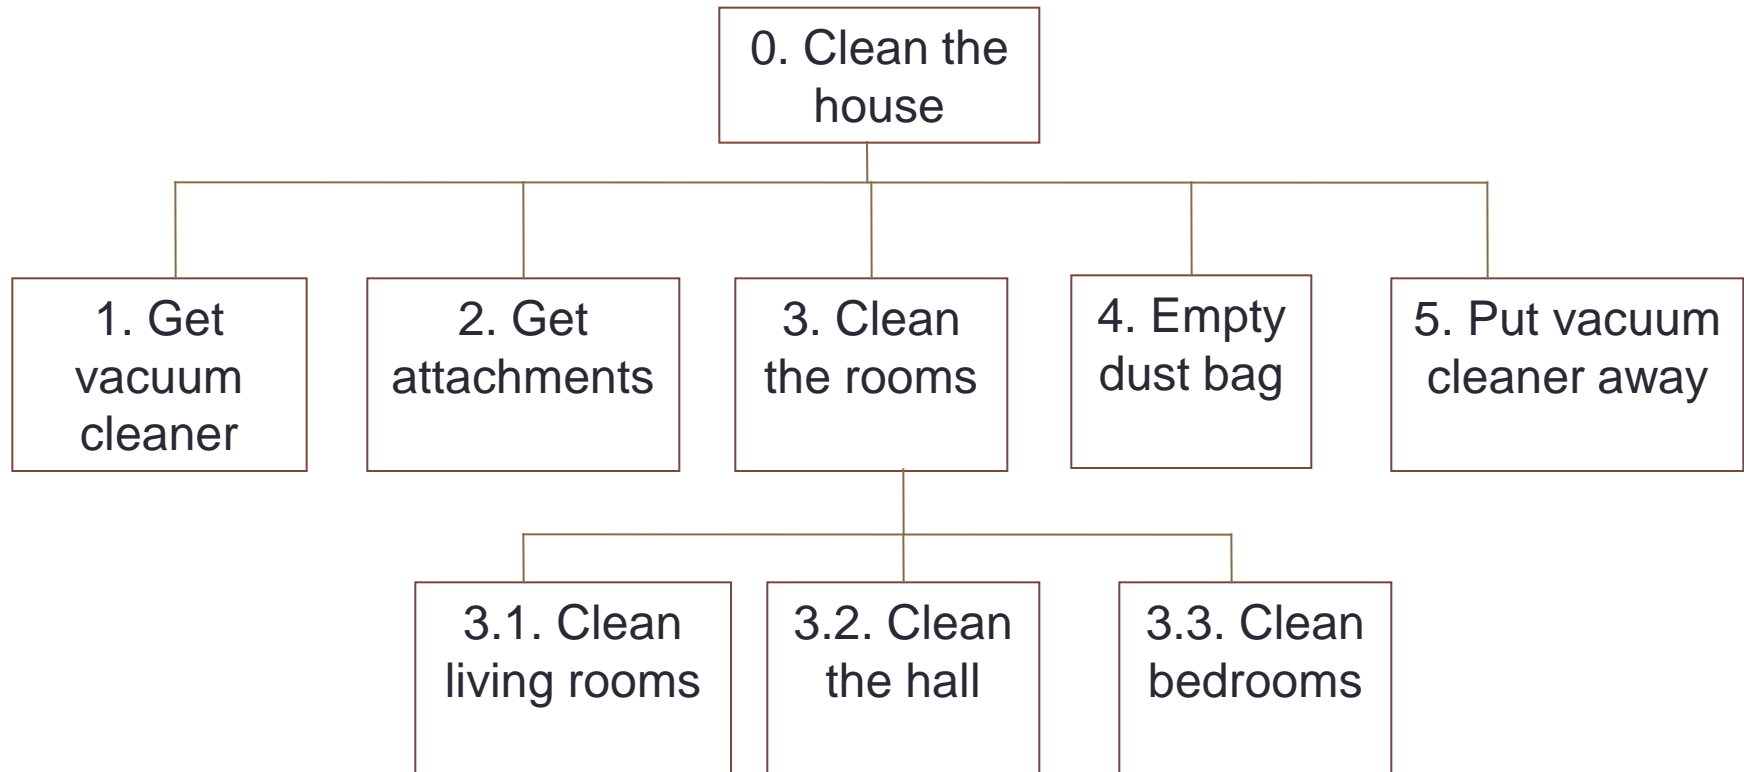 0. Clean the
house
1. Get
vacuum
cleaner
2. Get
attachments
3. Clean
the rooms
4. Empty
dust bag
5. Put vacuum
cleaner away
3.1. Clean
living rooms
3.2. Clean
the hall
3.3. Clean
bedrooms